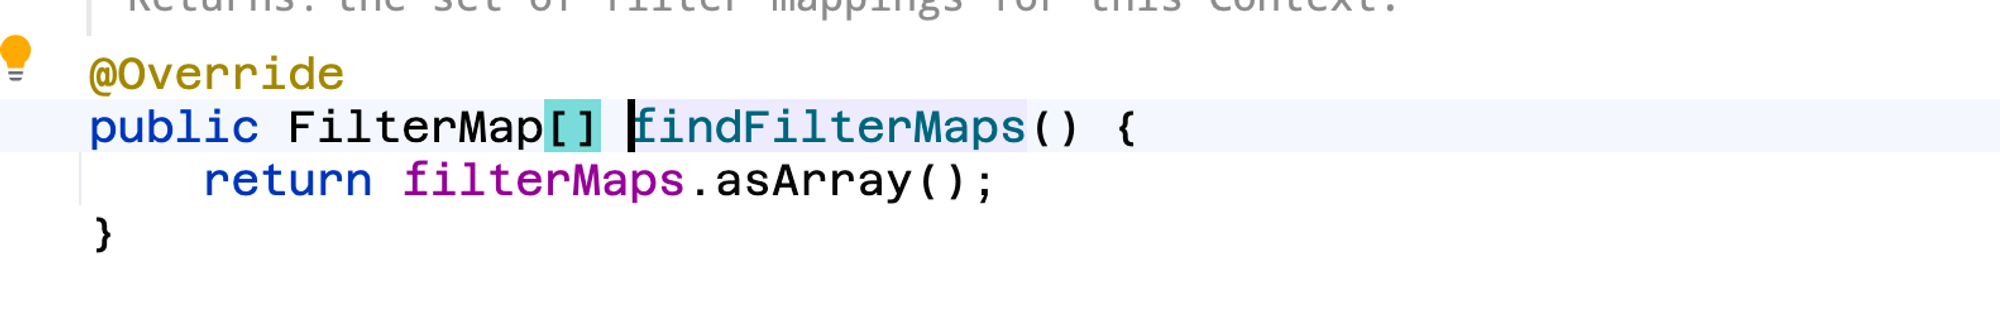 Returns: the set of filter mappings for this Context.
@Override
public FilterMap[] findFilterMaps() {
    return filterMaps.asArray();
}